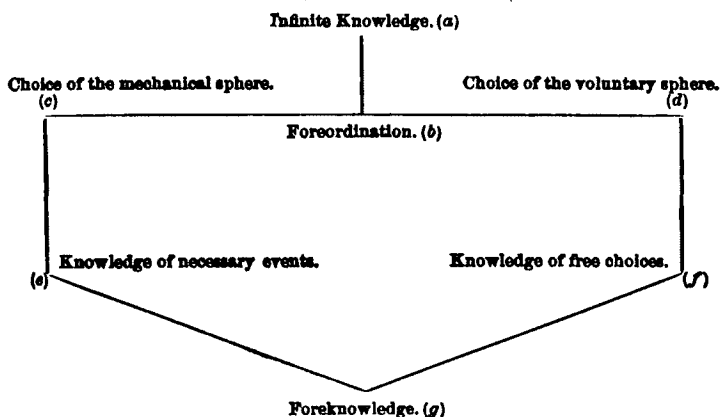 Infinite Knowledge. (a)
Choice of the mechanical sphere.
(c)
Choice of the voluntary sphere.
(d)
Foreordination. (b)
(e) Knowledge of necessary events.
Knowledge of free choices.
(f)
Foreknowledge. (g)